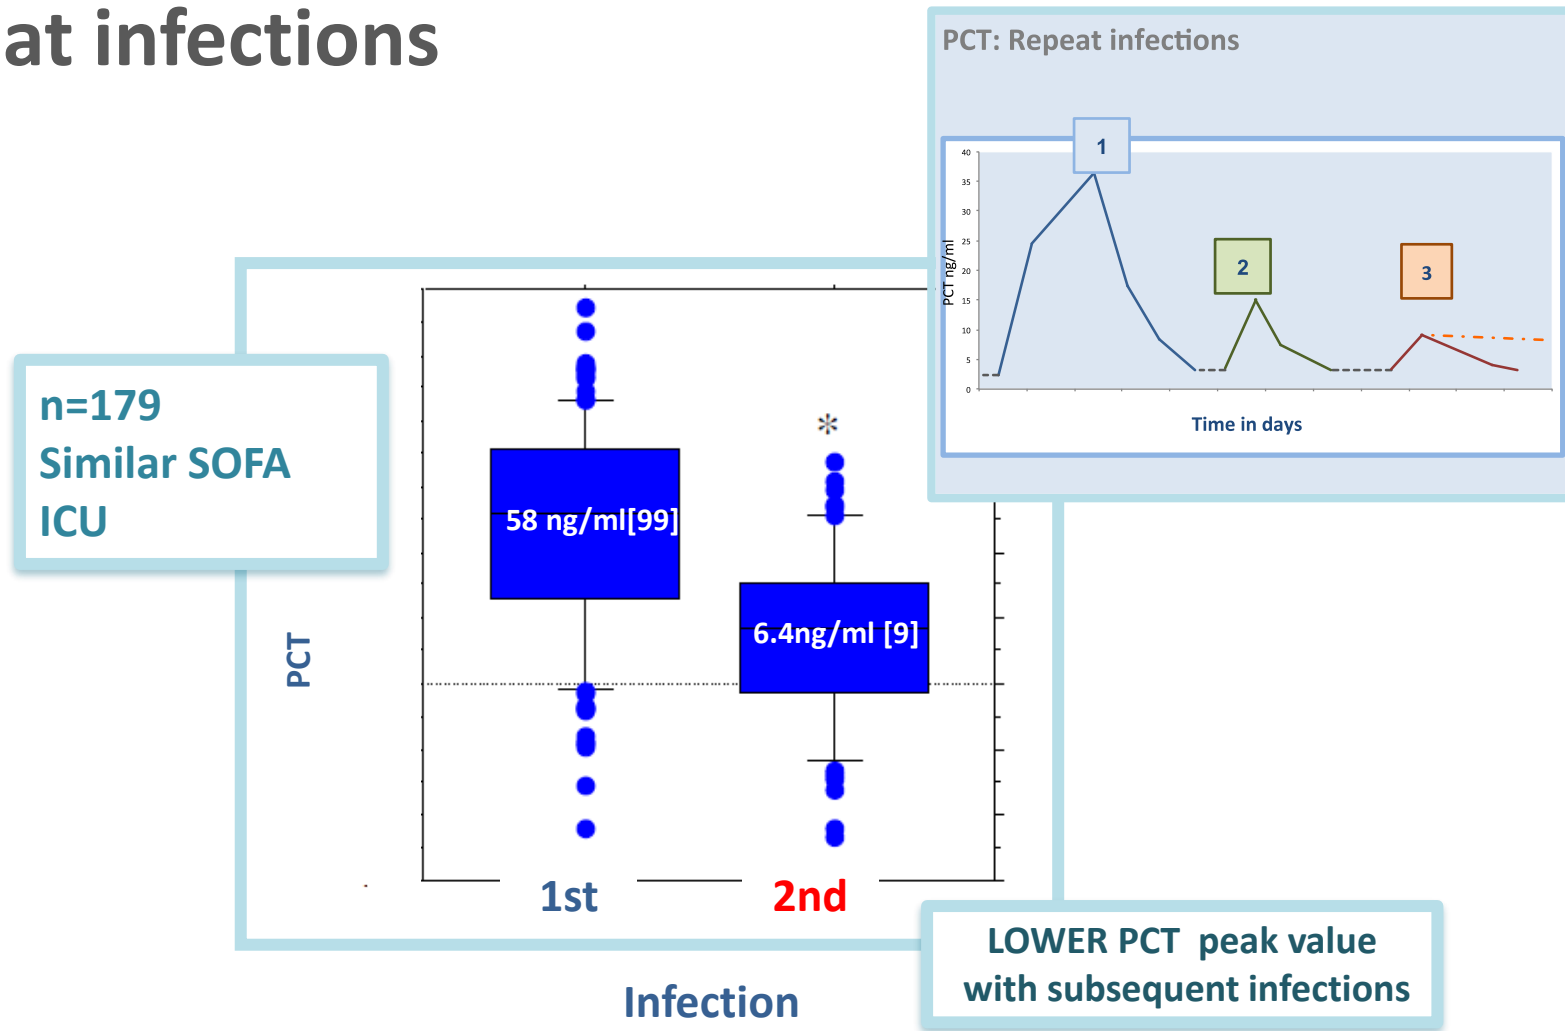 at infections
PCT: Repeat infections
1
2
3
40
35
30
25
20
15
10
5
0
PCT ng/ml
Time in days
n=179
Similar SOFA
ICU
*
58 ng/ml[99]
6.4ng/ml [9]
PCT
1st
2nd
Infection
LOWER PCT peak value
with subsequent infections